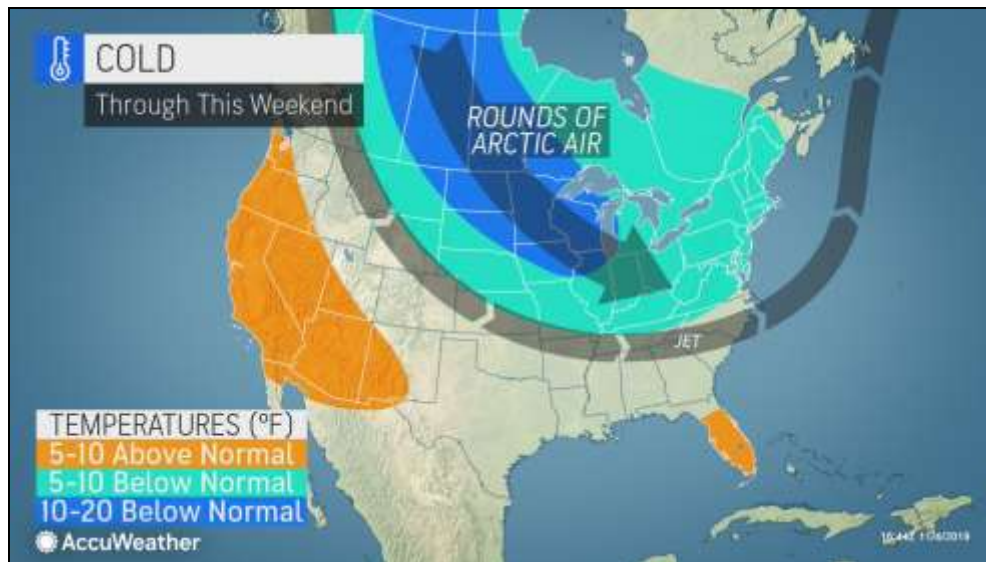 COLD
Through This Weekend
ROUNDS OF
ARCTIC AIR
JET
TEMPERATURES (ºF)
5-10 Above Normal
5-10 Below Normal
10-20 Below Normal
AccuWeather